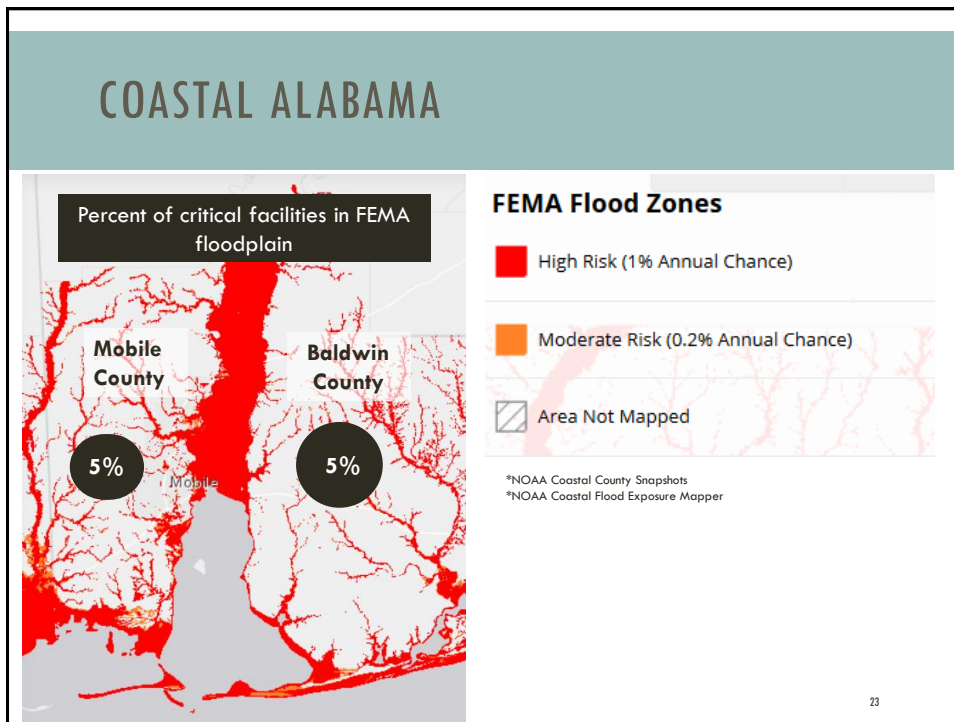 COASTAL ALABAMA
Percent of critical facilities in FEMA
floodplain
Mobile
County
Baldwin
County
5%
5%
Mobile
FEMA Flood Zones
High Risk (1% Annual Chance)
Moderate Risk (0.2% Annual Chance)
Area Not Mapped
*NOAA Coastal County Snapshots
*NOAA Coastal Flood Exposure Mapper
23